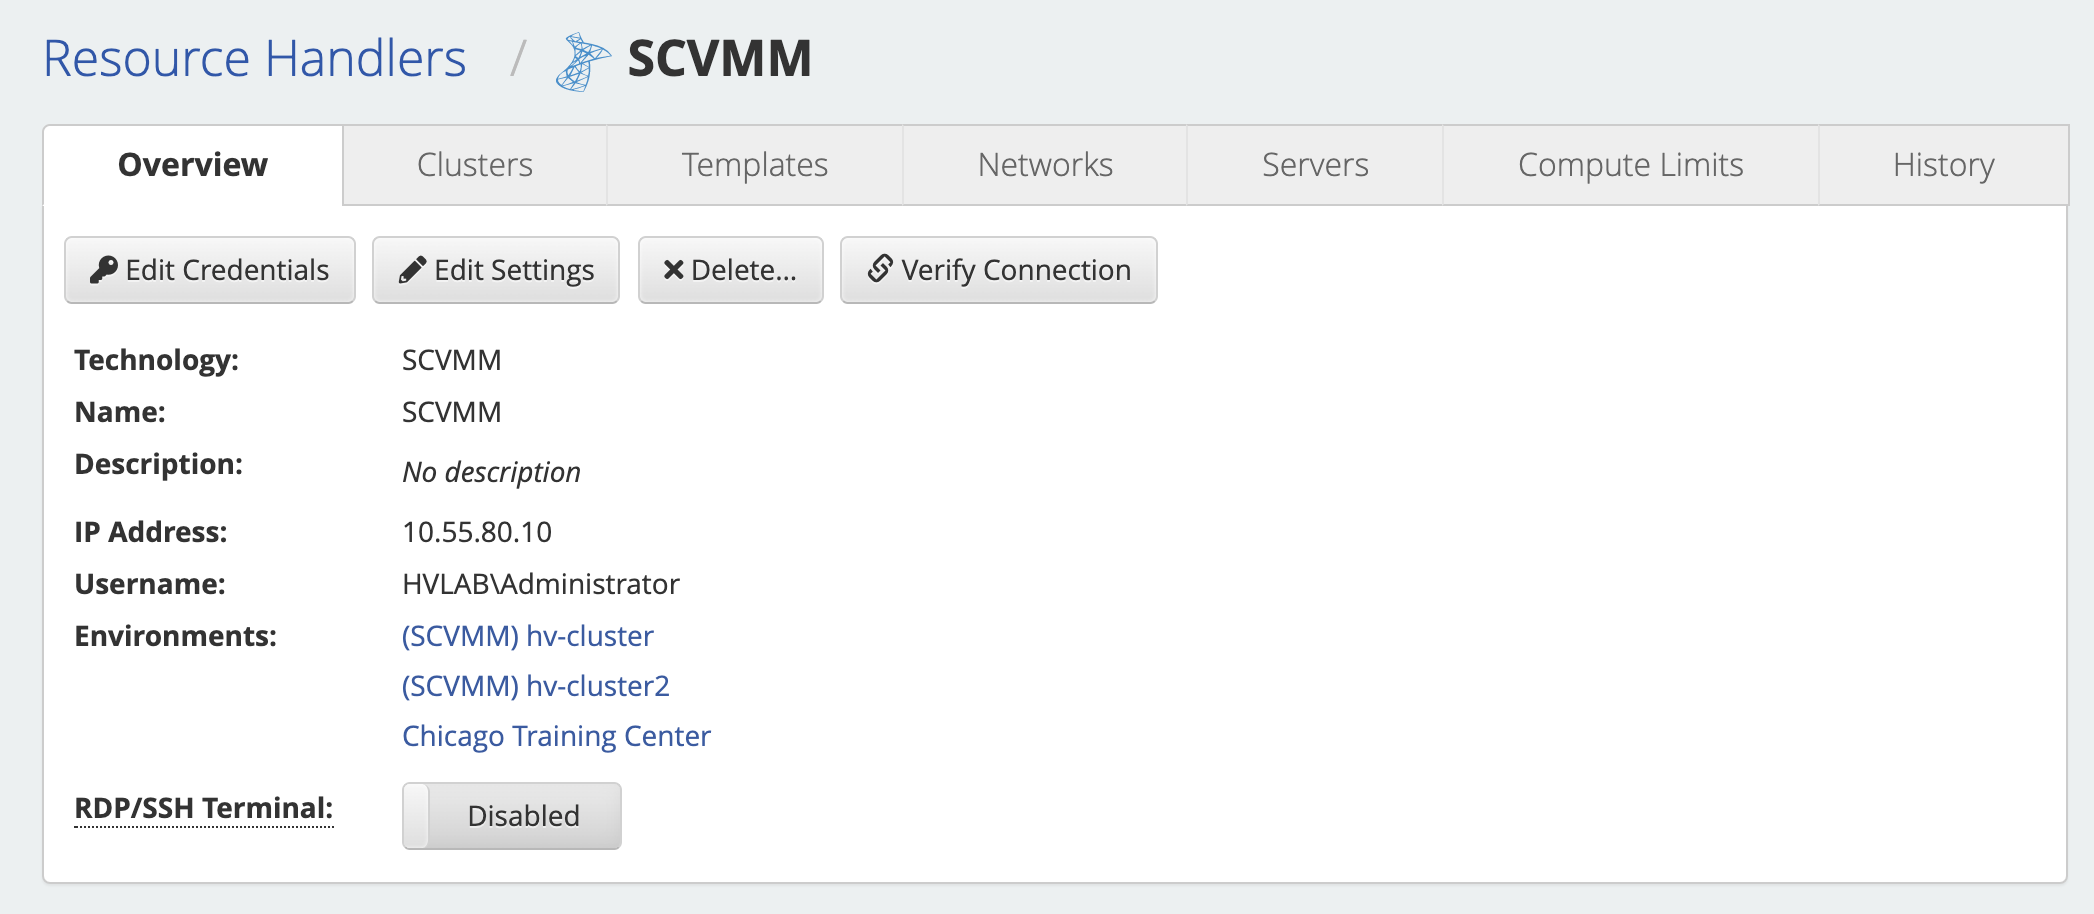 Resource Handlers / SCVMM
Overview Clusters Templates Networks Servers Compute Limits History
Edit Credentials Edit Settings Delete... Verify Connection
Technology: SCVMM
Name: SCVMM
Description: No description
IP Address: 10.55.80.10
Username: HVLAB\Administrator
Environments: (SCVMM) hv-cluster
(SCVMM) hv-cluster2
Chicago Training Center
RDP/SSH Terminal: Disabled